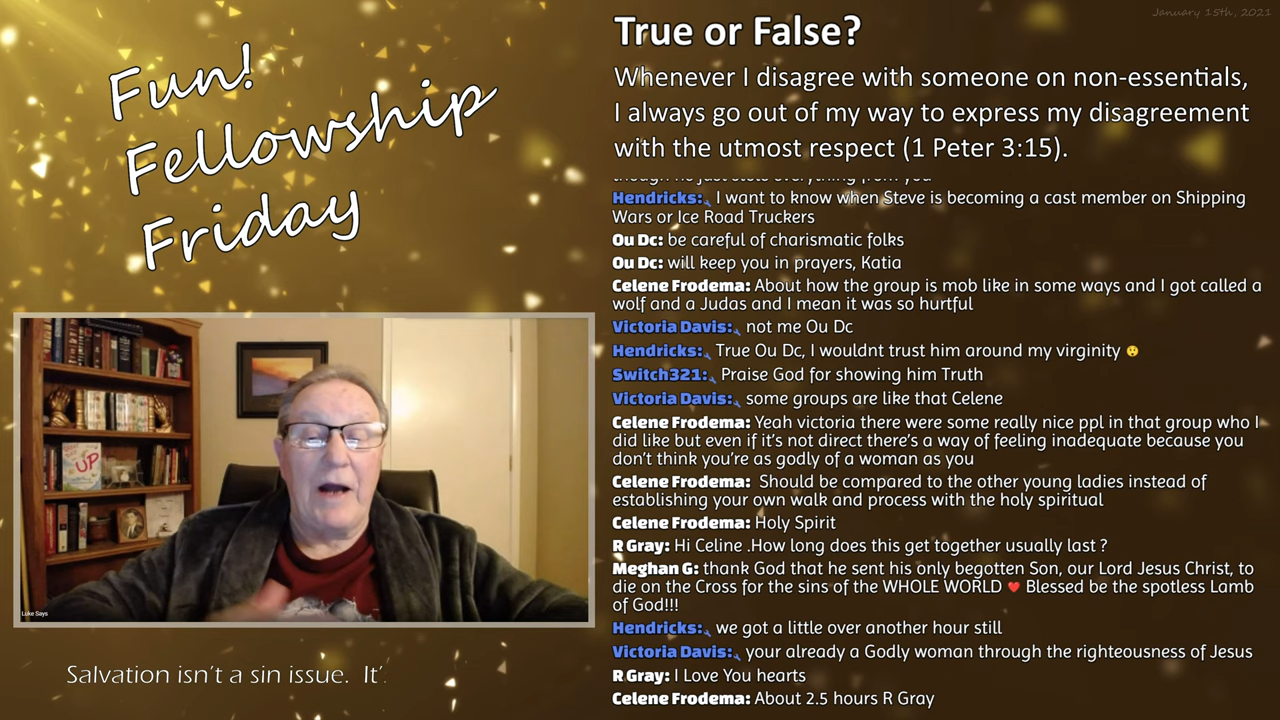 January 15th, 2021
Fun!
Fellowship
Friday
True or False?
Whenever I disagree with someone on non-essentials,
I always go out of my way to express my disagreement
with the utmost respect (1 Peter 3:15).
though he just stole everything from you
Hendricks: I want to know when Steve is becoming a cast member on Shipping
Wars or Ice Road Truckers
Ou Dc: be careful of charismatic folks
Ou Dc: will keep you in prayers, Katia
Celene Frodema: About how the group is mob like in some ways and I got called a
wolf and a Judas and I mean it was so hurtful
Victoria Davis: not me Ou Dc
Hendricks: True Ou Dc, I wouldnt trust him around my virginity 😲
Switch321: Praise God for showing him Truth
Victoria Davis: some groups are like that Celene
Celene Frodema: Yeah victoria there were some really nice ppl in that group who I
did like but even if it's not direct there's a way of feeling inadequate because you
don't think you're as godly of a woman as you
Celene Frodema: Should be compared to the other young ladies instead of
establishing your own walk and process with the holy spiritual
Celene Frodema: Holy Spirit
R Gray: Hi Celine .How long does this get together usually last ?
Meghan G: thank God that he sent his only begotten Son, our Lord Jesus Christ, to
die on the Cross for the sins of the WHOLE WORLD ❤️ Blessed be the spotless Lamb
of God!!!
Hendricks: we got a little over another hour still
Victoria Davis: your already a Godly woman through the righteousness of Jesus
R Gray: I Love You hearts
Celene Frodema: About 2.5 hours R Gray
UP
Luke Says
Salvation isn't a sin issue. It'